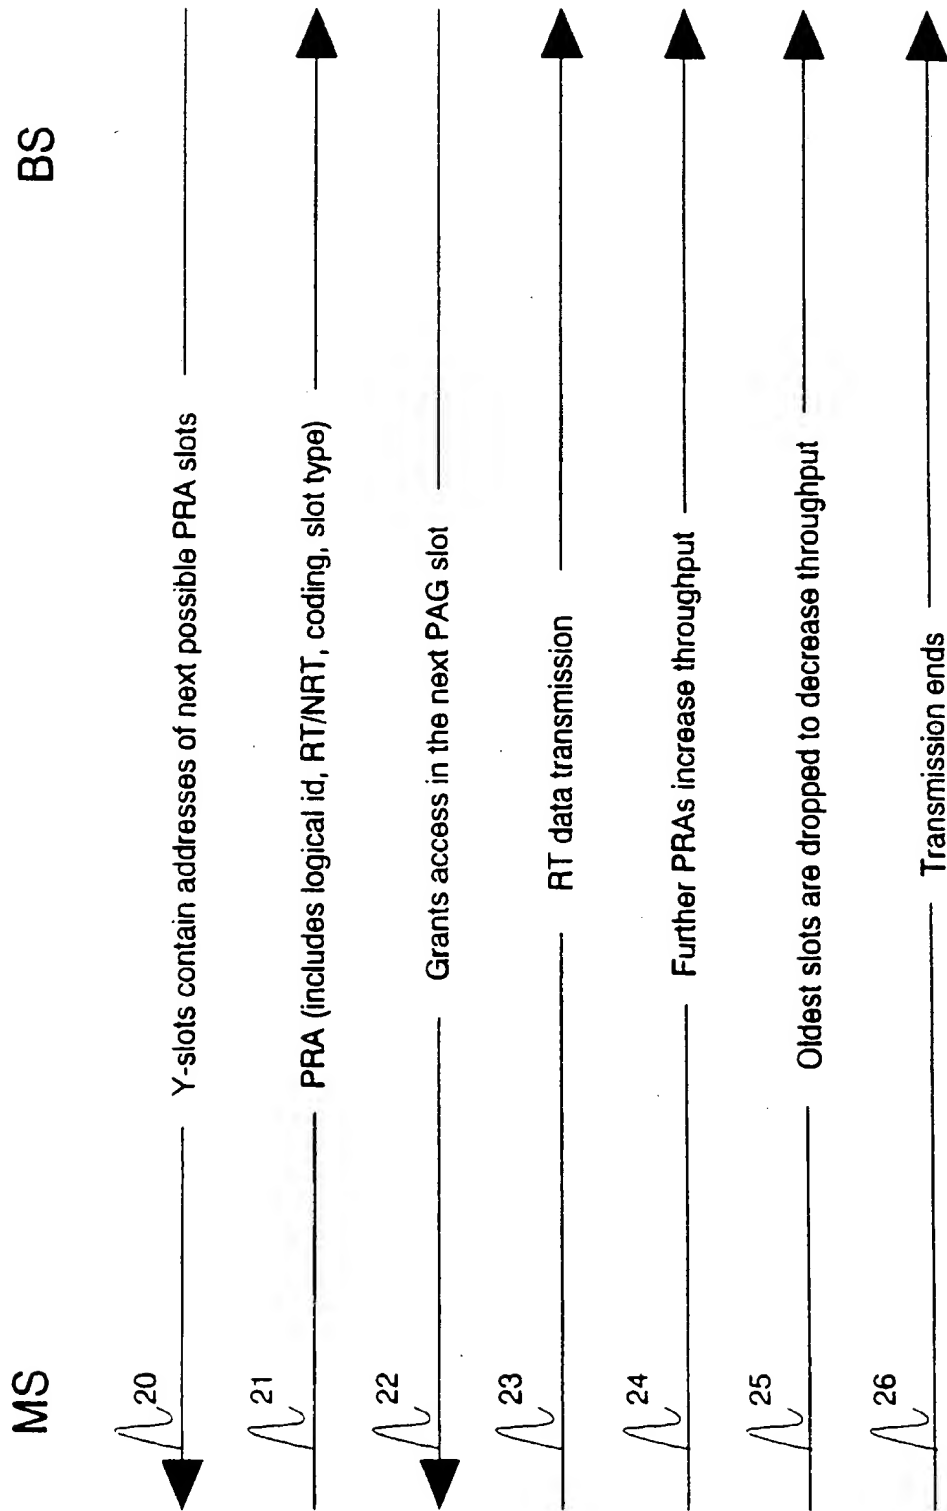 MS BS
20 Y-slots contain addresses of next possible PRA slots
21 PRA (includes logical id, RT/NRT, coding, slot type)
22 Grants access in the next PAG slot
23 RT data transmission
24 Further PRAs increase throughput
25 Oldest slots are dropped to decrease throughput
26 Transmission ends